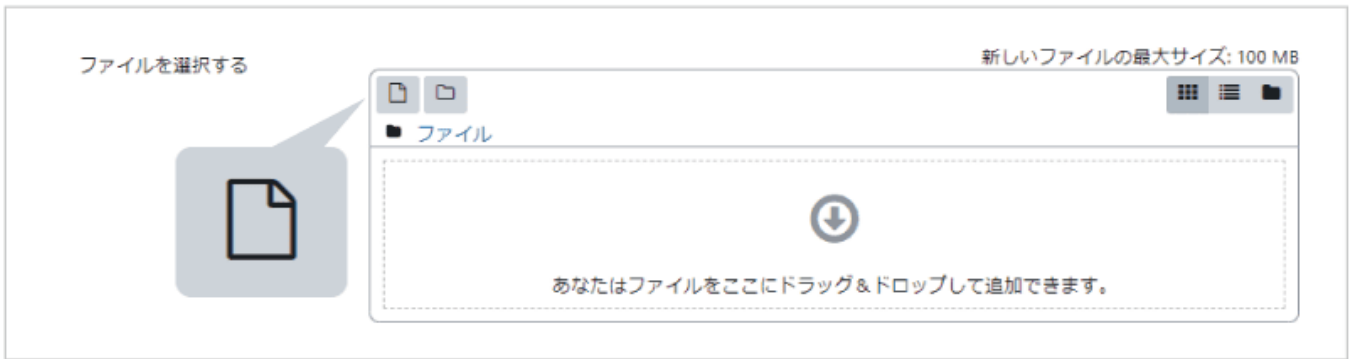 ファイルを選択する
新しいファイルの最大サイズ: 100 MB
ファイル
あなたはファイルをここにドラッグ＆ドロップして追加できます。